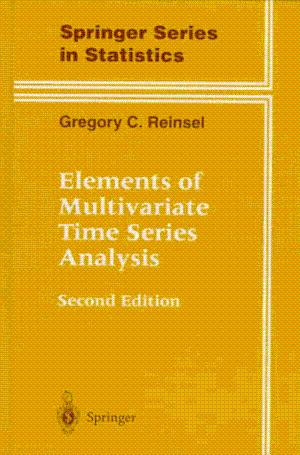 Springer Series
in Statistics
Gregory C. Reinsel
Elements of
Multivariate
Time Series
Analysis
Second Edition
Springer